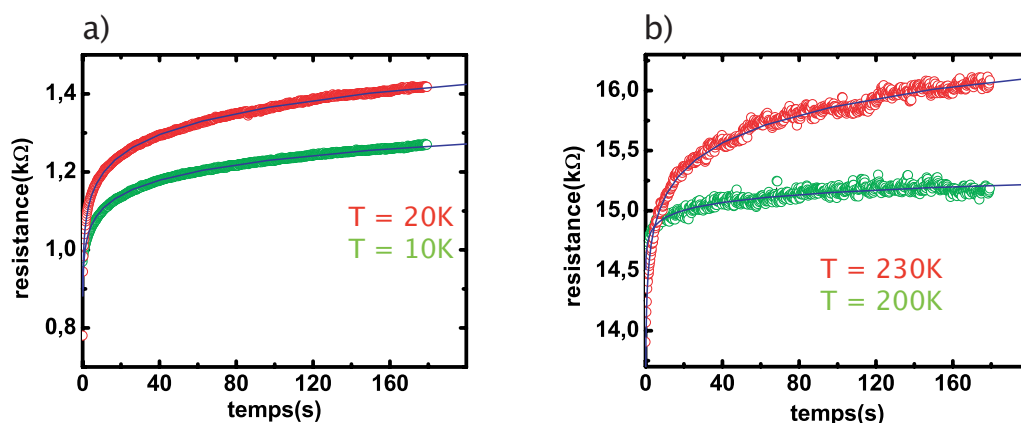 a)
resistance(kΩ)
1,4
1,2
1,0
0,8
T = 20K
T = 10K
0 40 80 120 160
temps(s)
b)
resistance(kΩ)
16,0
15,5
15,0
14,5
14,0
T = 230K
T = 200K
0 40 80 120 160
temps(s)